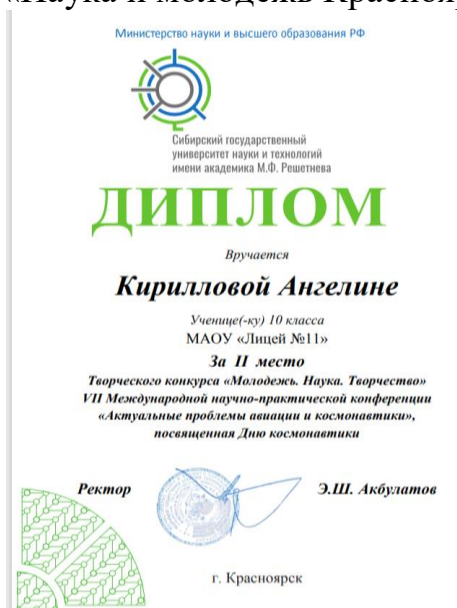 «Наука и молодежь Красноя
Министерство науки и высшего образования РФ
Сибирский государственный
университет науки и технологий
имени академика М.Ф. Решетнева
ДИПЛОМ
Вручается
Кирилловой Ангелине
Ученице(-ку) 10 класса
МАОУ «Лицей №11»
За II место
Творческого конкурса «Молодежь. Наука. Творчество»
VII Международной научно-практической конференции
«Актуальные проблемы авиации и космонавтики»,
посвященная Дню космонавтики
Ректор Э.Ш. Акбулатов
г. Красноярск